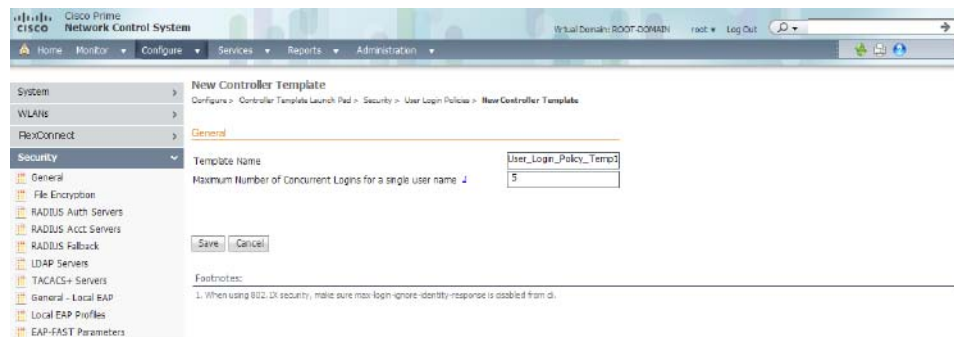 Cisco Prime
CISCO Network Control System
Virtual Domain: ROOT-DOMAIN root Log Out
Home Monitor Configure Services Reports Administration
System
WLANs
FlexConnect
Security
General
File Encryption
RADIUS Auth Servers
RADIUS Acct Servers
RADIUS Fallback
LDAP Servers
TACACS+ Servers
General - Local EAP
Local EAP Profiles
EAP-FAST Parameters
New Controller Template
Configure > Controller Template Launch Pad > Security > User Login Policies > New Controller Template
General
Template Name User_Login_Policy_Temp1
Maximum Number of Concurrent Logins for a single user name 1 5
Save Cancel
Footnotes:
1. When using 802.1X security, make sure max-login-ignore-identity-response is disabled from cli.